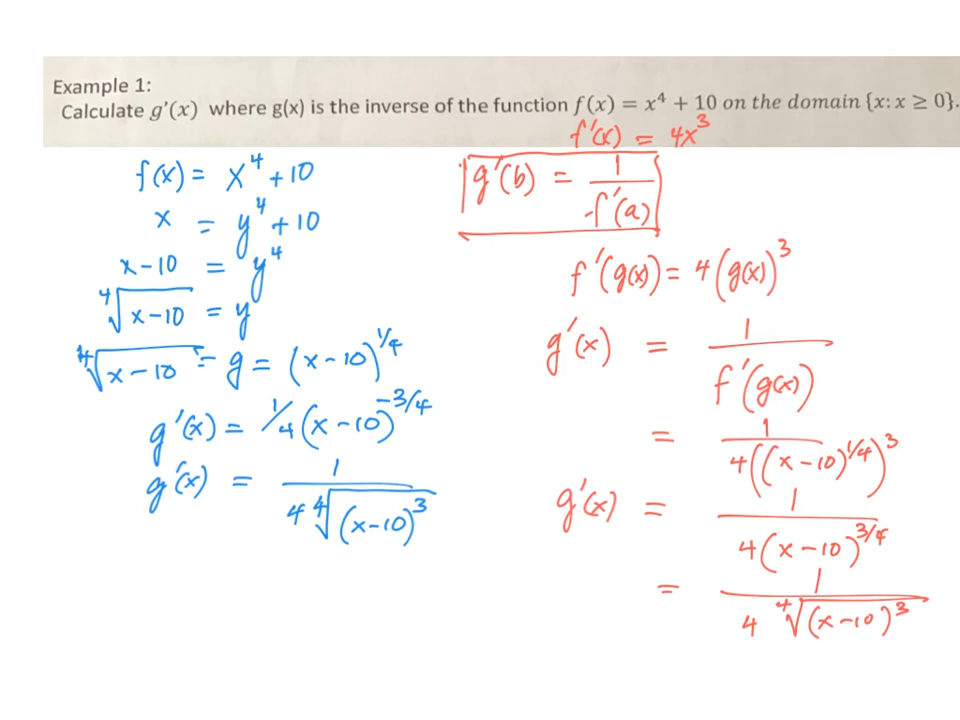 Example 1:
Calculate g'(x) where g(x) is the inverse of the function f(x) = x⁴ + 10 on the domain {x: x ≥ 0}.
f(x) = x⁴ + 10
x = y⁴ + 10
x - 10 = y⁴
⁴√(x-10) = y
⁴√(x-10) = g = (x-10)^(1/4)
g'(x) = 1/4 (x-10)^(-3/4)
g'(x) = 1 / (4 ⁴√((x-10)³))
f'(x) = 4x³
g'(b) = 1 / f'(a)
f'(g(x)) = 4(g(x))³
g'(x) = 1 / f'(g(x))
= 1 / (4((x-10)^(1/4))³)
g'(x) = 1 / (4(x-10)^(3/4))
= 1 / (4 ⁴√((x-10)³))